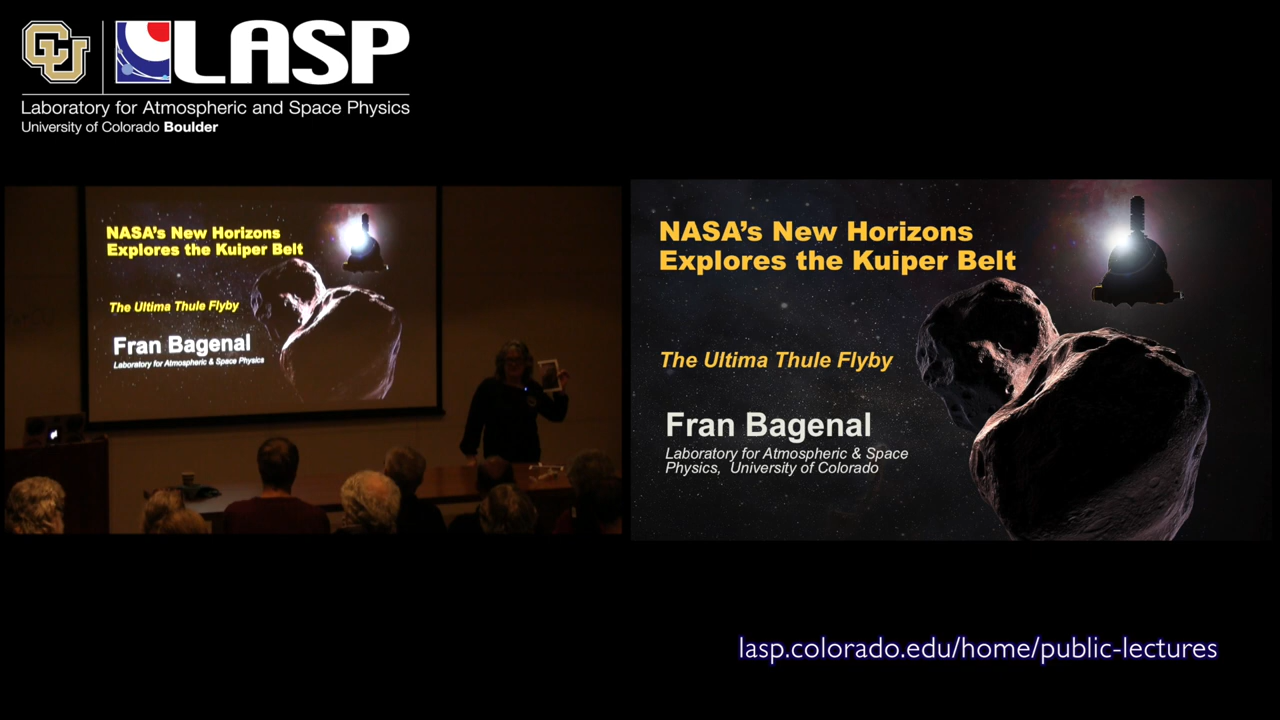 CU LASP
Laboratory for Atmospheric and Space Physics
University of Colorado Boulder
NASA's New Horizons
Explores the Kuiper Belt
The Ultima Thule Flyby
Fran Bagenal
Laboratory for Atmospheric & Space Physics
NASA's New Horizons
Explores the Kuiper Belt
The Ultima Thule Flyby
Fran Bagenal
Laboratory for Atmospheric & Space
Physics, University of Colorado
lasp.colorado.edu/home/public-lectures